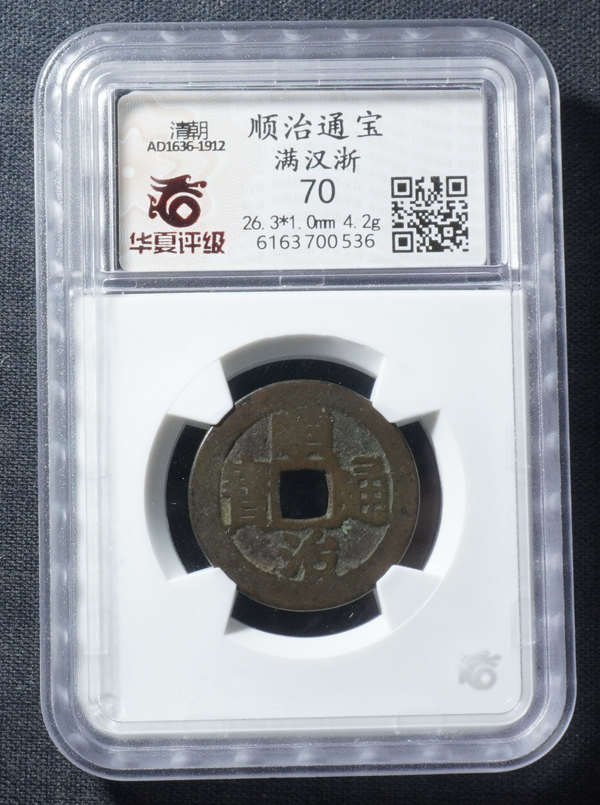 清朝
AD1636-1912
华夏评级
顺治通宝
满汉浙
70
26.3*1.0mm 4.2g
6163700536
順治通寶